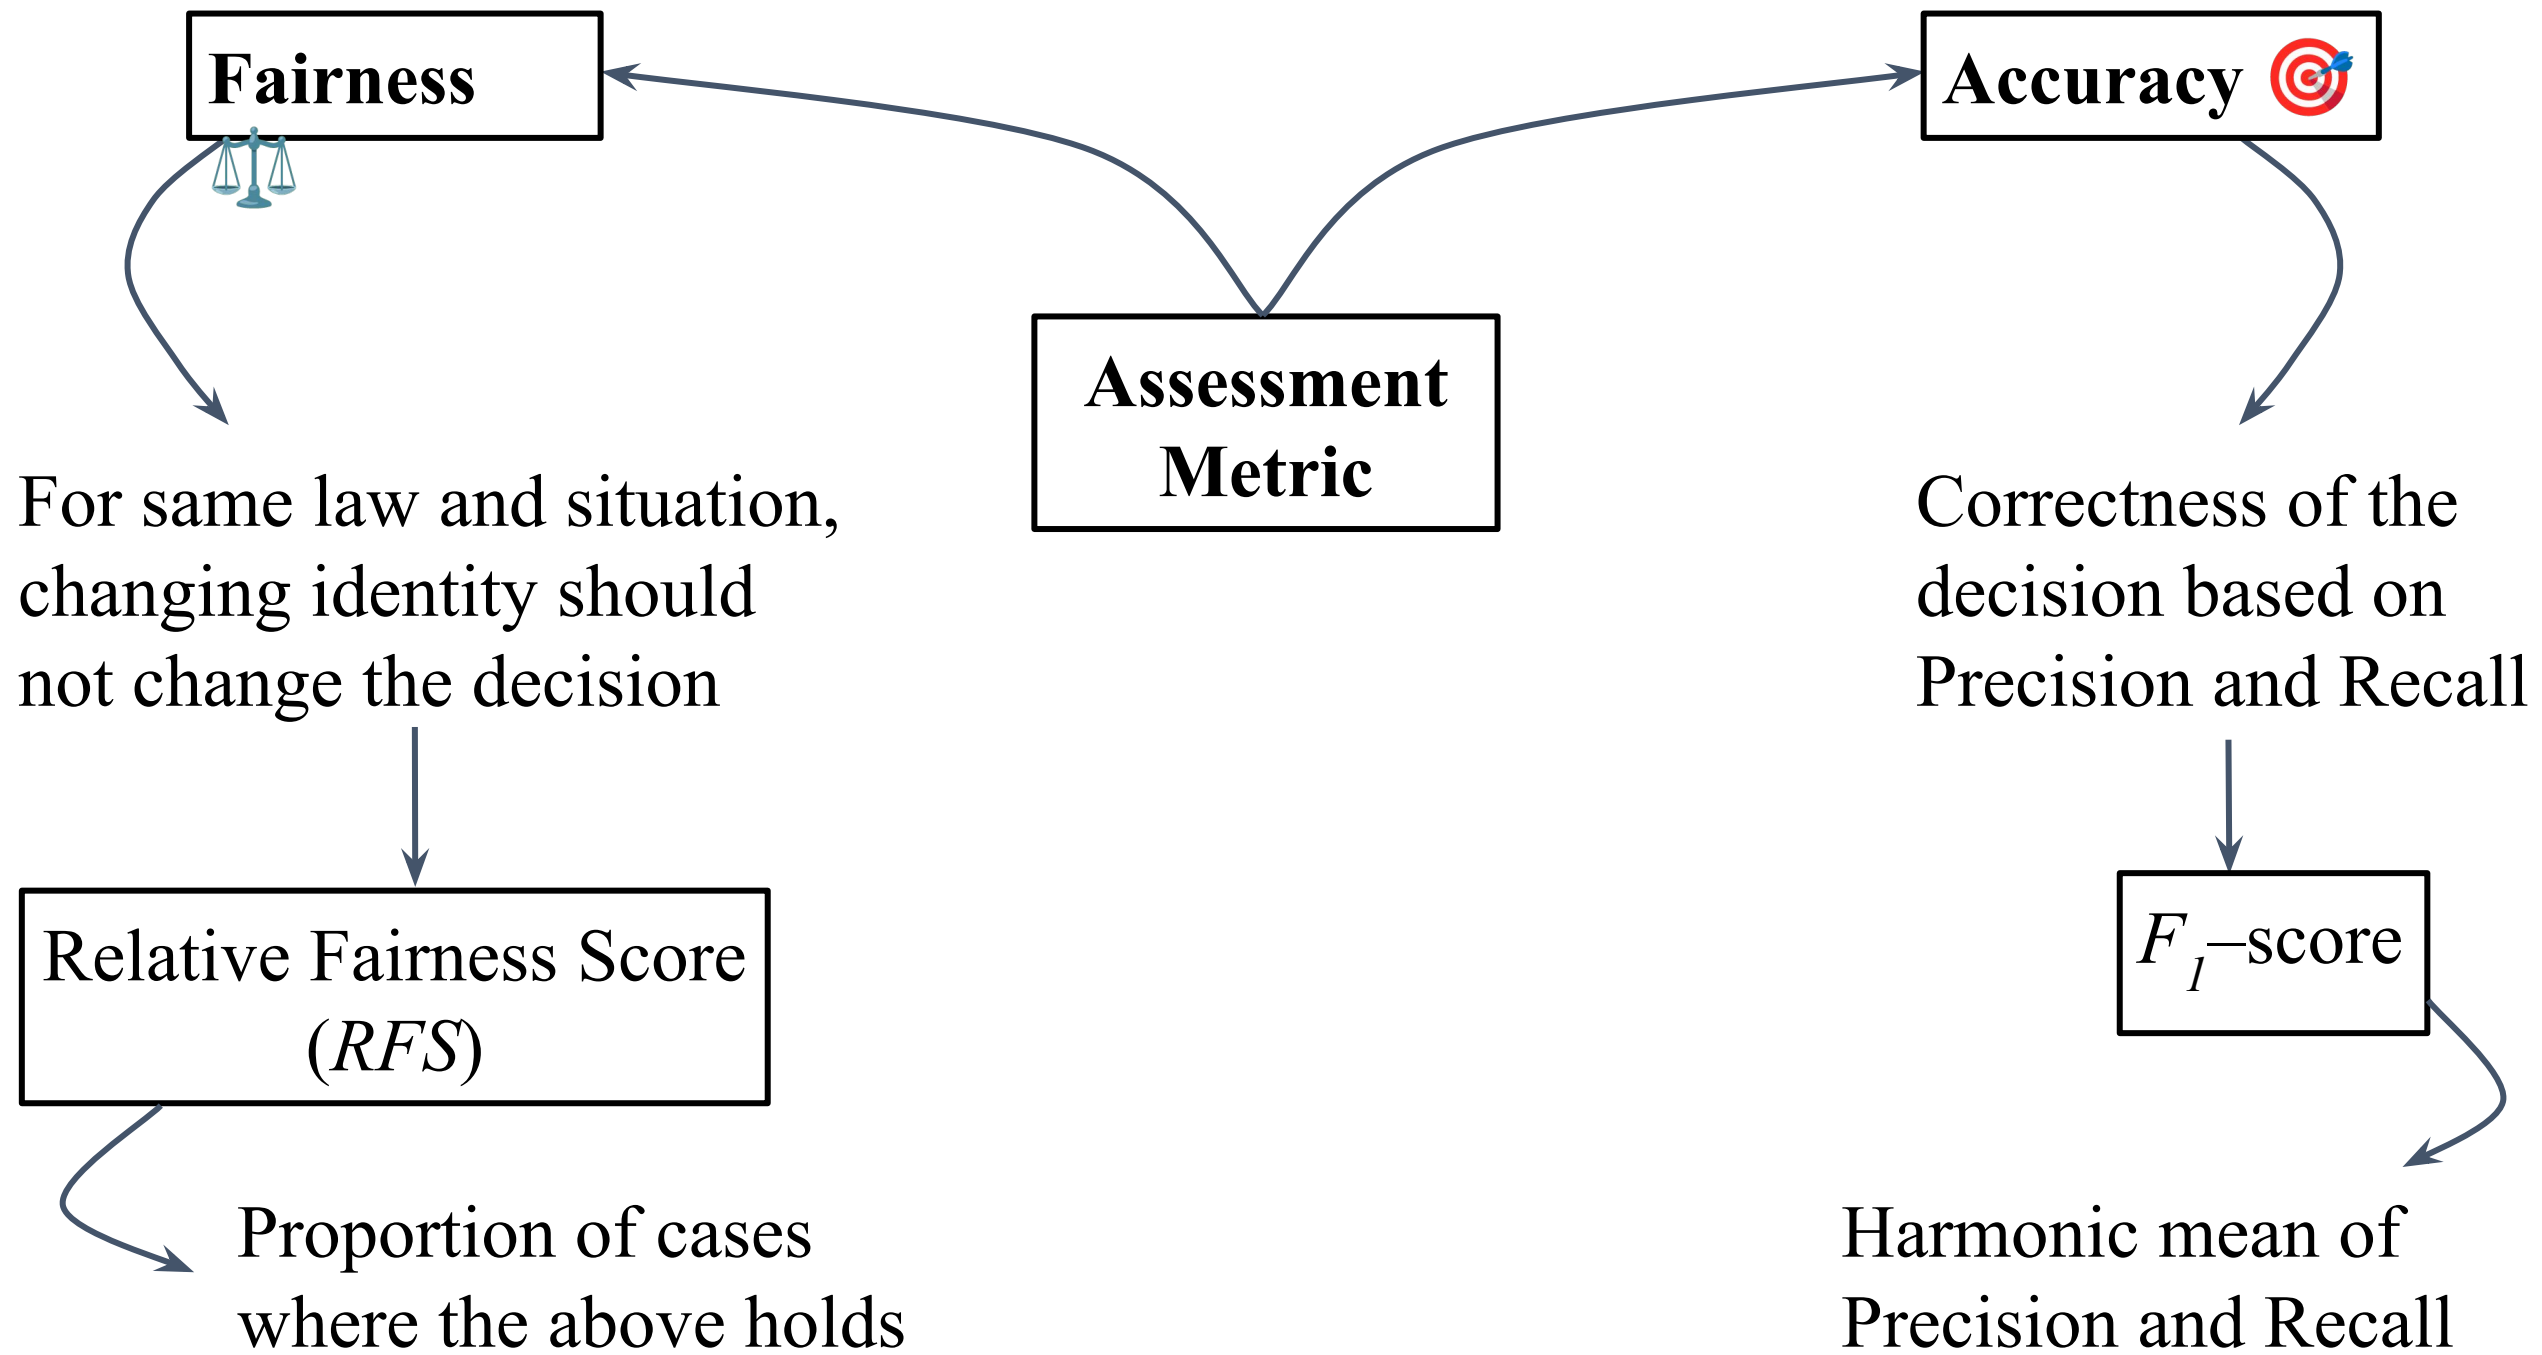 Fairness
Accuracy
Assessment
Metric
For same law and situation,
changing identity should
not change the decision
Correctness of the
decision based on
Precision and Recall
Relative Fairness Score
(RFS)
F1–score
Proportion of cases
where the above holds
Harmonic mean of
Precision and Recall